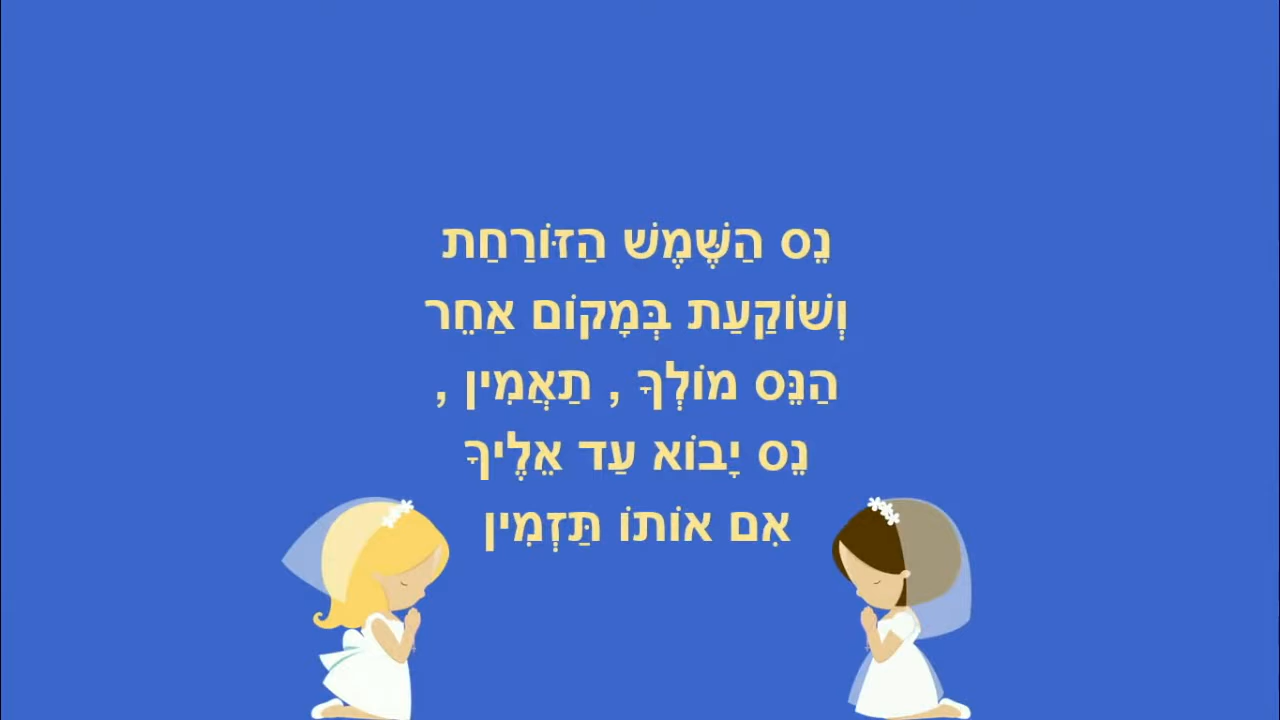 נֵס הַשֶּׁמֶשׁ הַזּוֹרַחַת
וְשׁוֹקַעַת בְּמָקוֹם אַחֵר
הַנֵּס מוֹלְךָ , תַאֲמִין ,
נֵס יָבוֹא עַד אֵלֶיךָ
אִם אוֹתוֹ תַּזְמִין